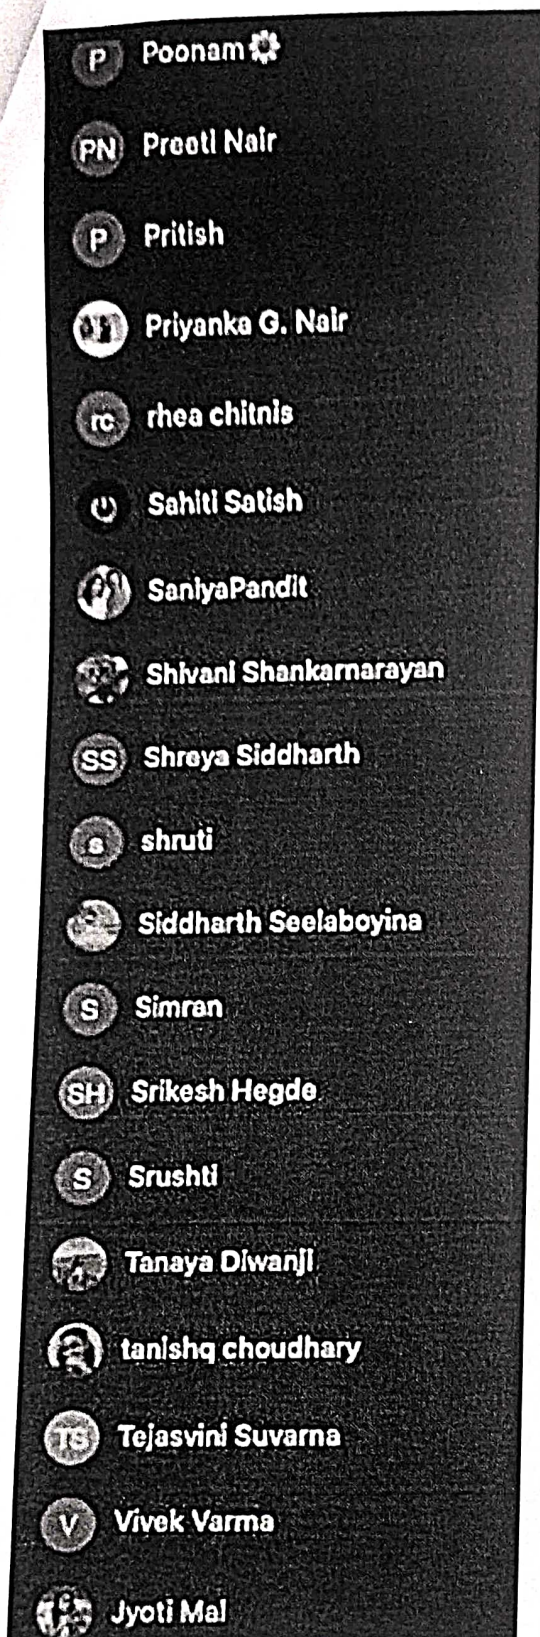 P Poonam
PN Preeti Nair
P Pritish
Priyanka G. Nair
rc rhea chitnis
Sahiti Satish
SaniyaPandit
Shivani Shankarnarayan
SS Shreya Siddharth
s shruti
Siddharth Seelaboyina
S Simran
SH Srikesh Hegde
S Srushti
Tanaya Diwanji
tanishq choudhary
TS Tejasvini Suvarna
V Vivek Varma
Jyoti Mal